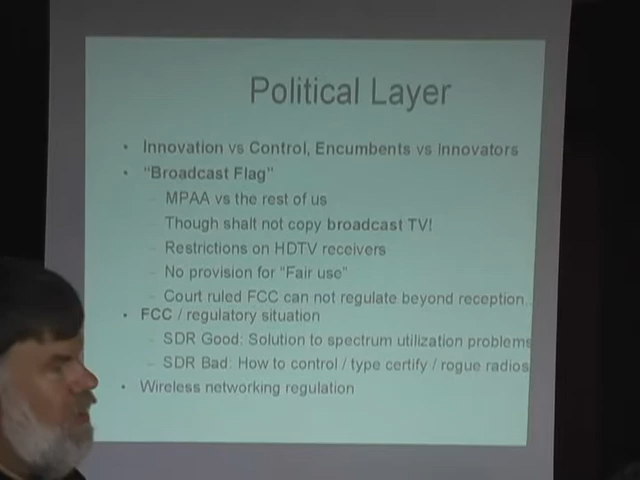 Political Layer
• Innovation vs Control, Encumbents vs Innovators
• "Broadcast Flag"
– MPAA vs the rest of us
Though shalt not copy broadcast TV!
– Restrictions on HDTV receivers
– No provision for "Fair use"
– Court ruled FCC can not regulate beyond reception..
• FCC / regulatory situation
– SDR Good: Solution to spectrum utilization problems
– SDR Bad: How to control / type certify / rogue radios
• Wireless networking regulation